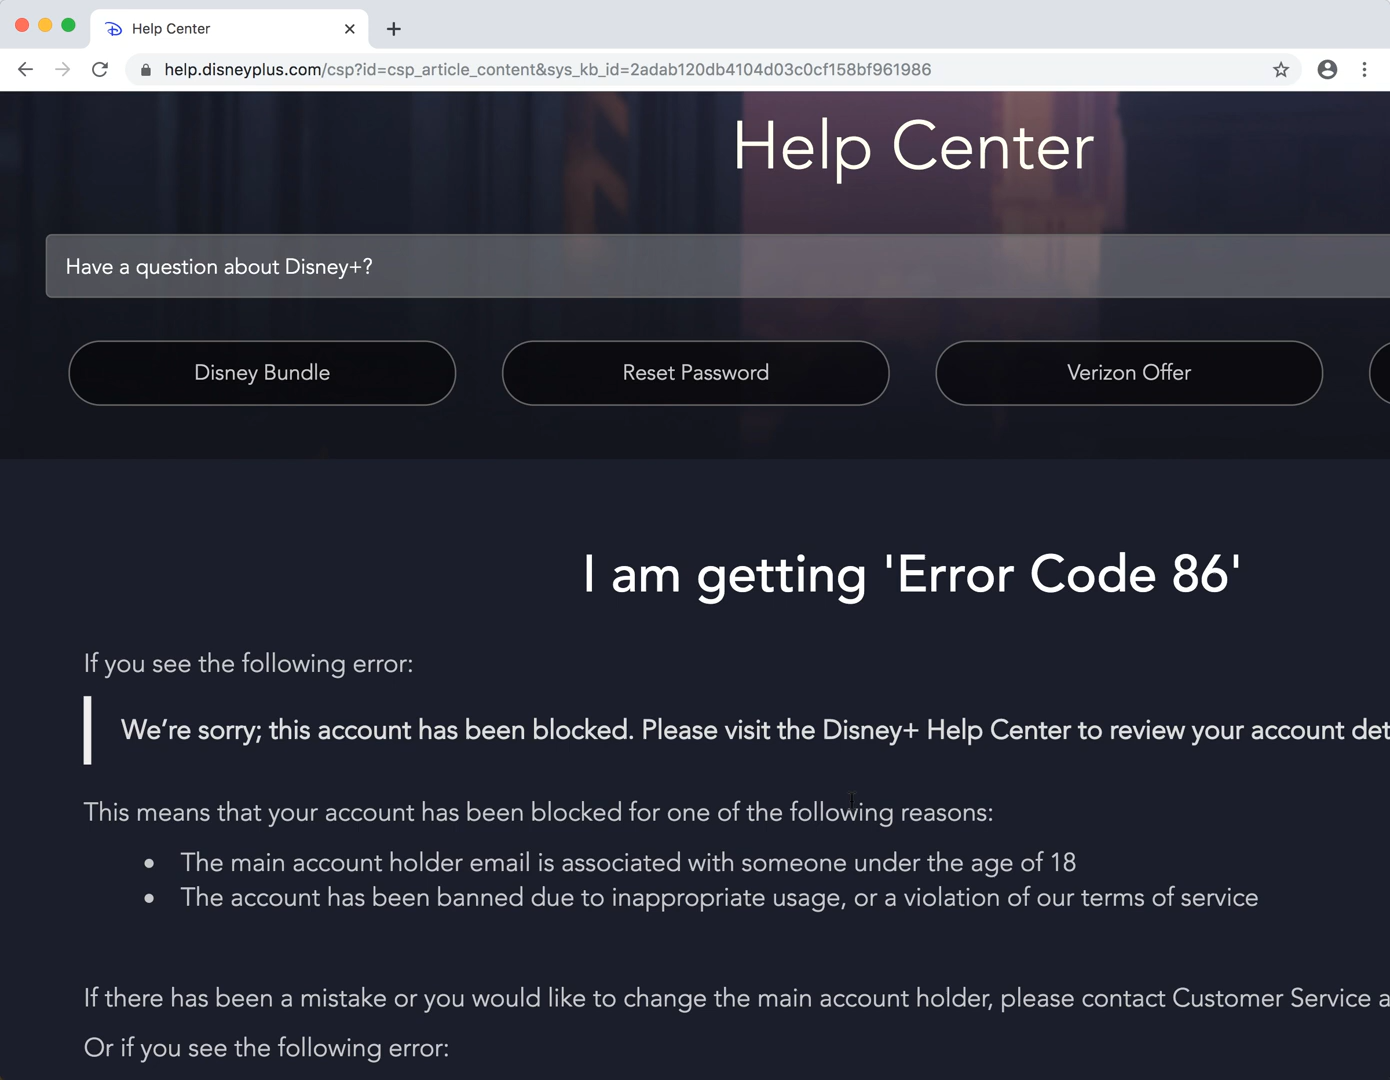 Help Center
help.disneyplus.com/csp?id=csp_article_content&sys_kb_id=2adab120db4104d03c0cf158bf961986
Help Center
Have a question about Disney+?
Disney Bundle
Reset Password
Verizon Offer
I am getting 'Error Code 86'
If you see the following error:
We’re sorry; this account has been blocked. Please visit the Disney+ Help Center to review your account det
This means that your account has been blocked for one of the following reasons:
• The main account holder email is associated with someone under the age of 18
• The account has been banned due to inappropriate usage, or a violation of our terms of service
If there has been a mistake or you would like to change the main account holder, please contact Customer Service a
Or if you see the following error: